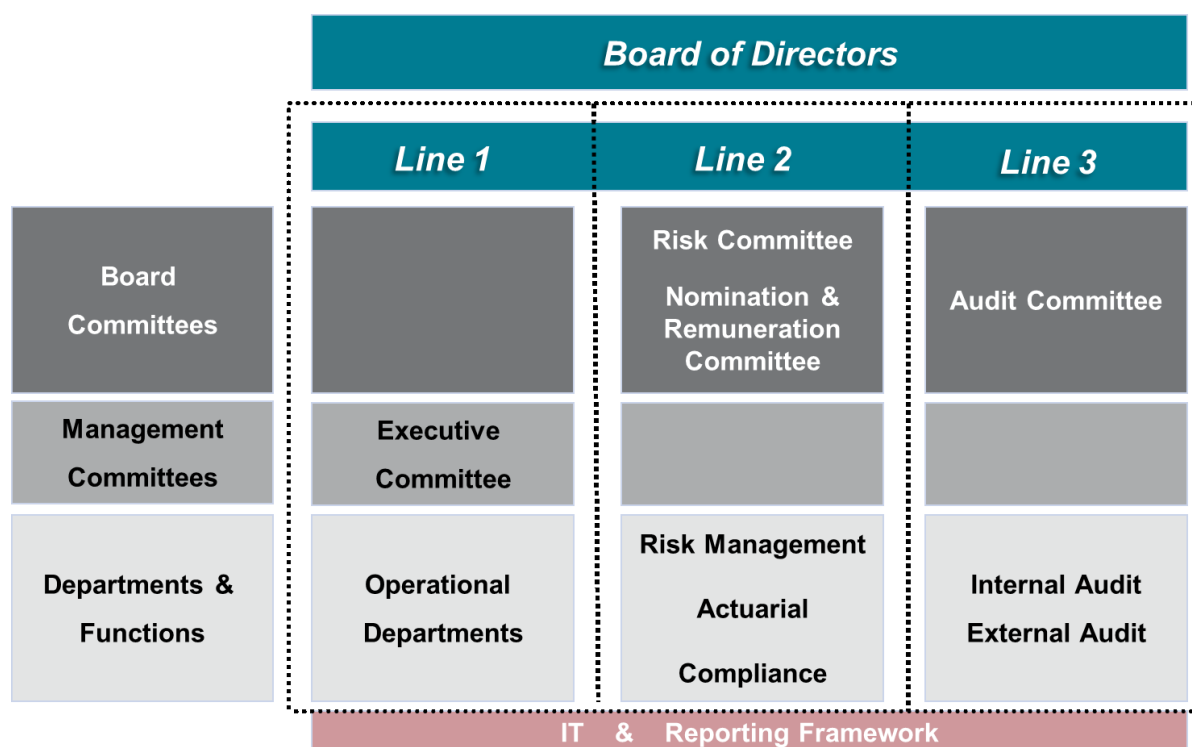 Board of Directors
Line 1
Line 2
Line 3
Board
Committees
Risk Committee
Nomination &
Remuneration
Committee
Audit Committee
Management
Committees
Executive
Committee
Departments &
Functions
Operational
Departments
Risk Management
Actuarial
Compliance
Internal Audit
External Audit
IT & Reporting Framework